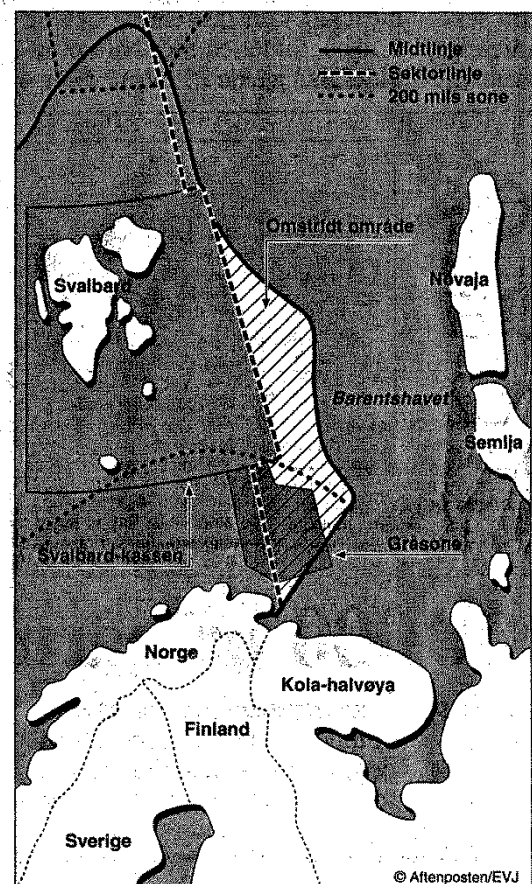 Midtlinje
Sektorlinje
200 mils sone
Omstridt område
Svalbard
Novaja
Barentshavet
Semlja
Svalbard-kassen
Gråsone
Norge
Kola-halvøya
Finland
Sverige
© Aftenposten/EVJ